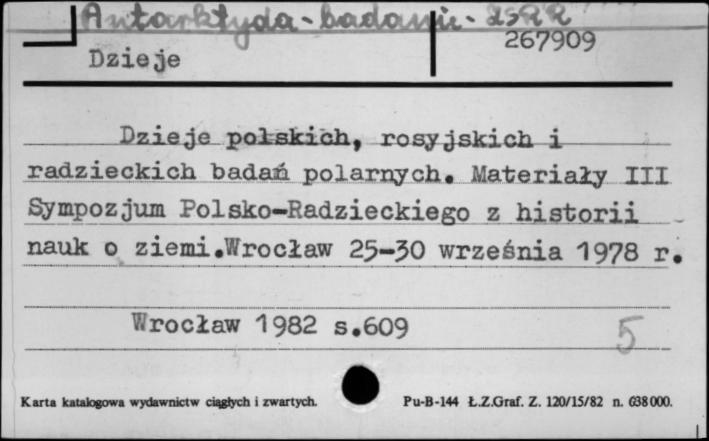 Antarktyda - badanie - ZSRR
267909
Dzieje
Dzieje polskich, rosyjskich i
radzieckich badań polarnych. Materiały III
Sympozjum Polsko-Radzieckiego z historii
nauk o ziemi.Wrocław 25-30 września 1978 r.
Wrocław 1982 s.609
5
Karta katalogowa wydawnictw ciągłych i zwartych.
Pu-B-144 Ł.Z.Graf. Z. 120/15/82 n. 638000.